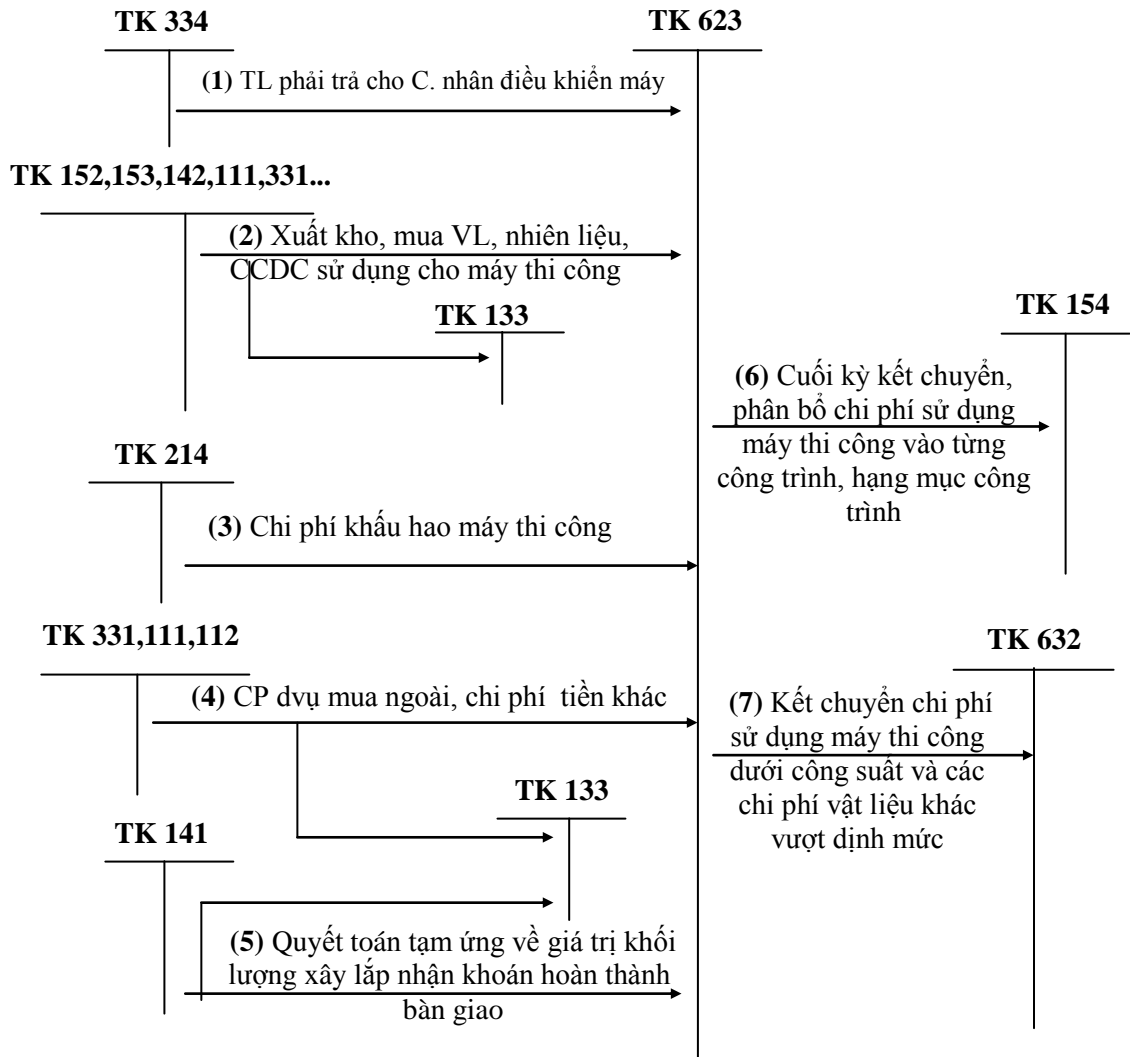 TK 334
TK 623
(1) TL phải trả cho C. nhân điều khiển máy
TK 152,153,142,111,331...
(2) Xuất kho, mua VL, nhiên liệu,
CCDC sử dụng cho máy thi công
TK 133
TK 154
(6) Cuối kỳ kết chuyển,
phân bổ chi phí sử dụng
máy thi công vào từng
công trình, hạng mục công
trình
TK 214
(3) Chi phí khấu hao máy thi công
TK 331,111,112
TK 632
(4) CP dvụ mua ngoài, chi phí tiền khác
(7) Kết chuyển chi phí
sử dụng máy thi công
dưới công suất và các
chi phí vật liệu khác
vượt dịnh mức
TK 133
TK 141
(5) Quyết toán tạm ứng về giá trị khối
lượng xây lắp nhận khoán hoàn thành
bàn giao